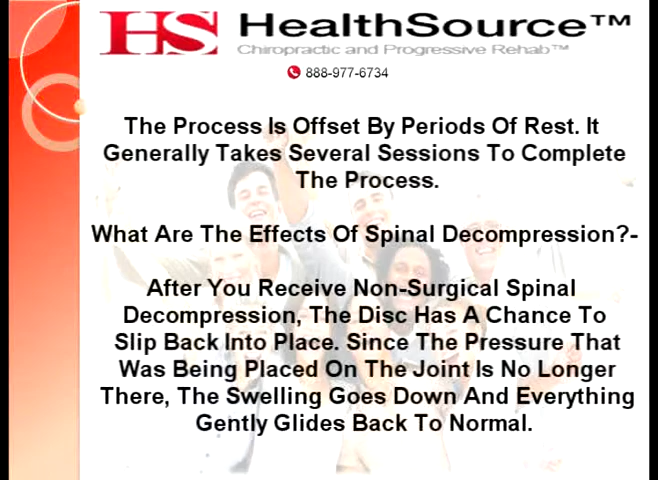 HS HealthSource™
Chiropractic and Progressive Rehab™
888-977-6734
The Process Is Offset By Periods Of Rest. It
Generally Takes Several Sessions To Complete
The Process.
What Are The Effects Of Spinal Decompression?-
After You Receive Non-Surgical Spinal
Decompression, The Disc Has A Chance To
Slip Back Into Place. Since The Pressure That
Was Being Placed On The Joint Is No Longer
There, The Swelling Goes Down And Everything
Gently Glides Back To Normal.